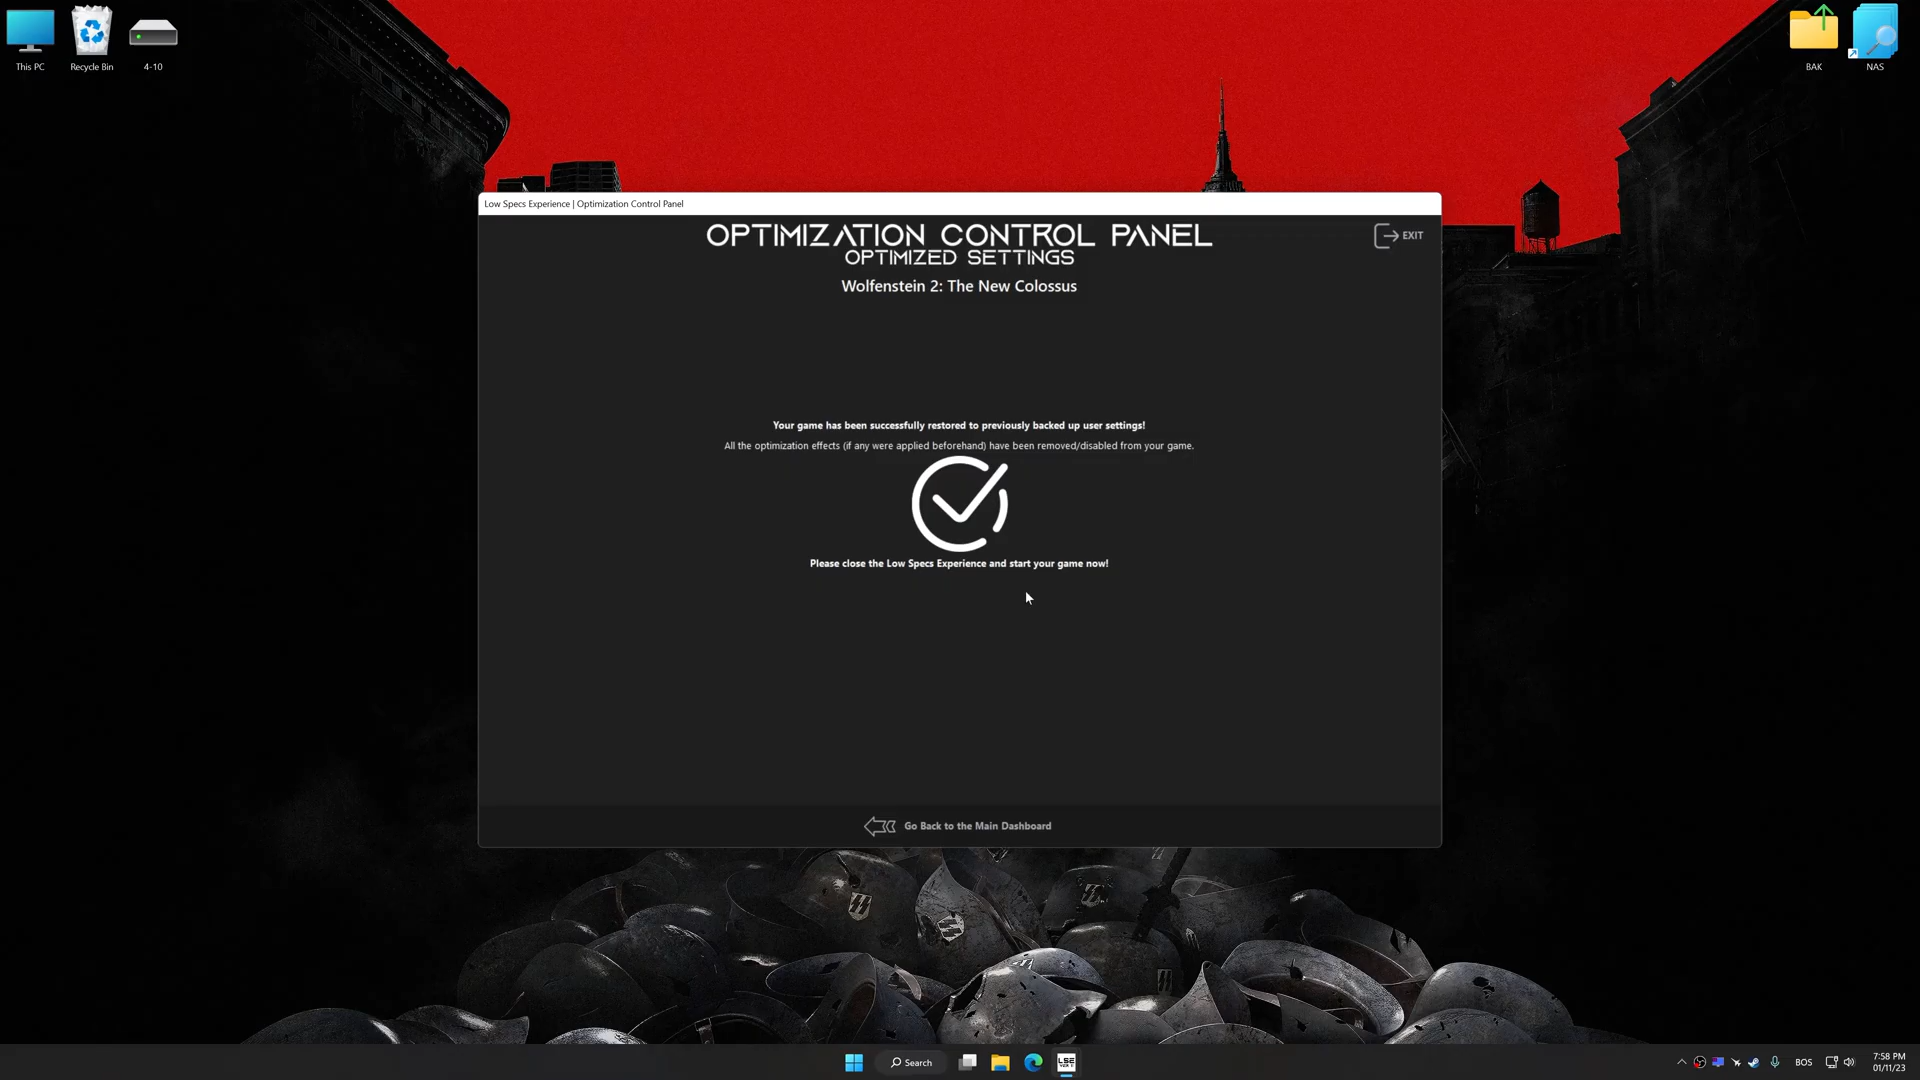 This PC
Recycle Bin
4-10
BAK
NAS
Low Specs Experience | Optimization Control Panel
OPTIMIZATION CONTROL PANEL
EXIT
OPTIMIZED SETTINGS
Wolfenstein 2: The New Colossus
Your game has been successfully restored to previously backed up user settings!
All the optimization effects (if any were applied beforehand) have been removed/disabled from your game.
Please close the Low Specs Experience and start your game now!
Go Back to the Main Dashboard
Search
LSE
BOS
7:58 PM
01/11/23